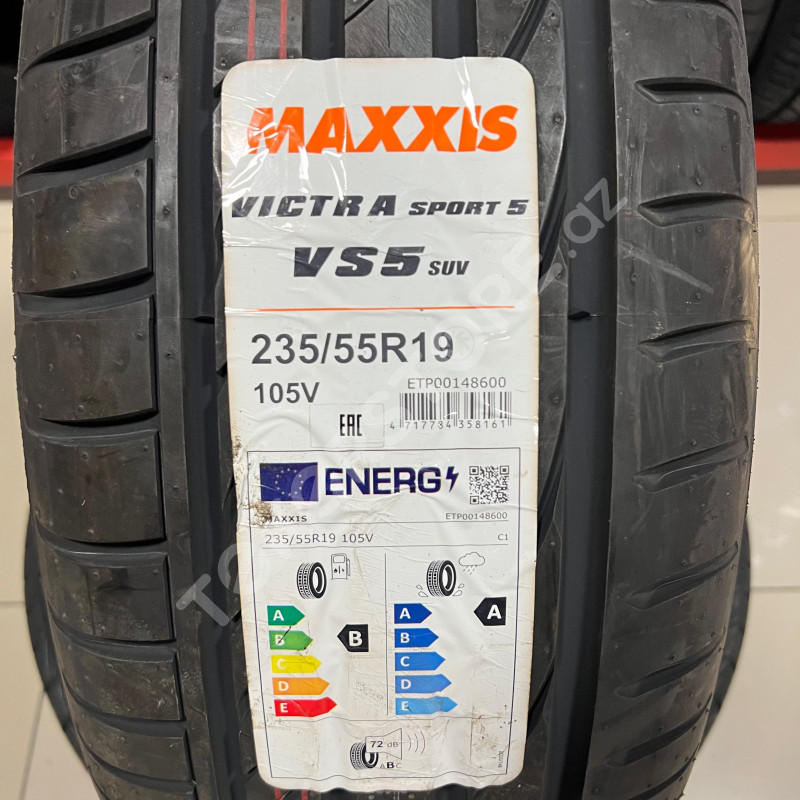 MAXXIS
VICTRA SPORT 5
VS5 SUV
235/55R19
105V
ETP00148600
EAC
4 717784 358161
ENERG
MAXXIS
ETP00148600
235/55R19 105V
C1
A
B
C
D
E
B
A
B
C
D
E
A
72 dB
ABC